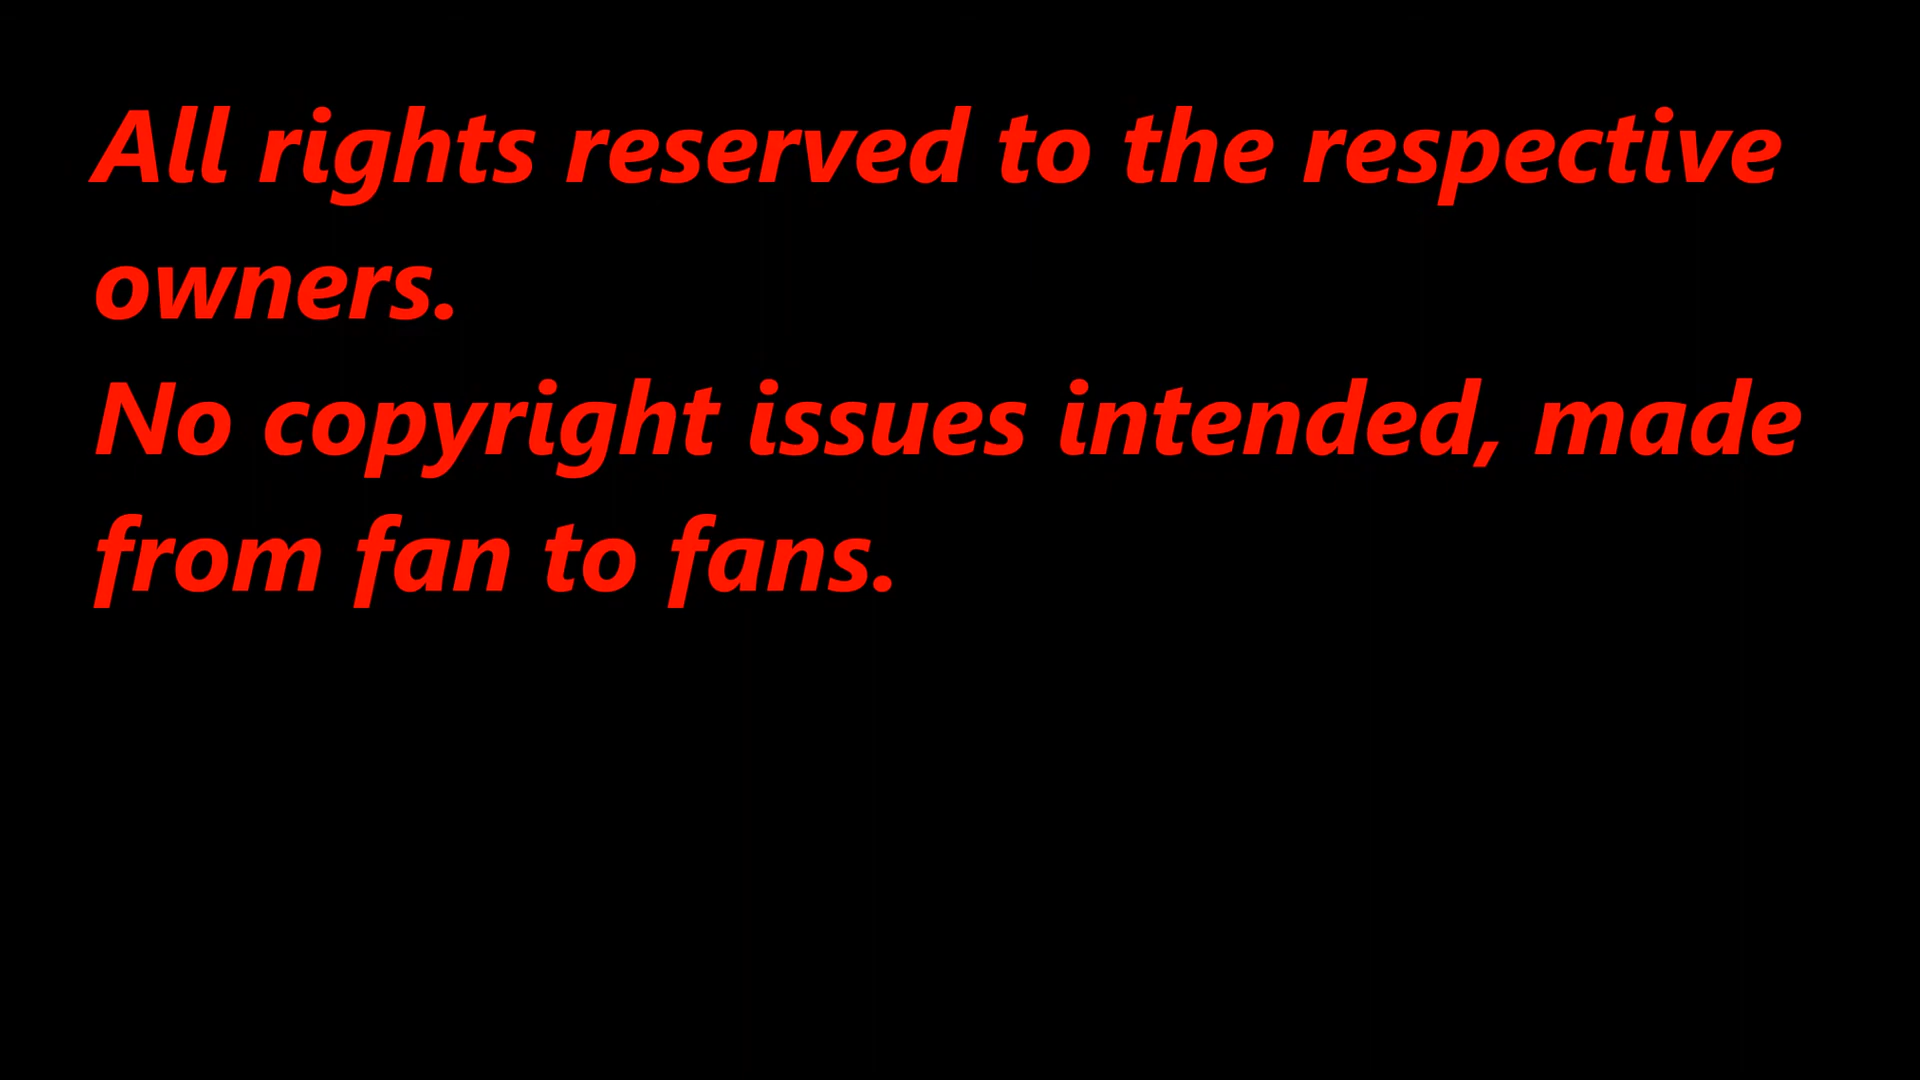 All rights reserved to the respective
owners.
No copyright issues intended, made
from fan to fans.